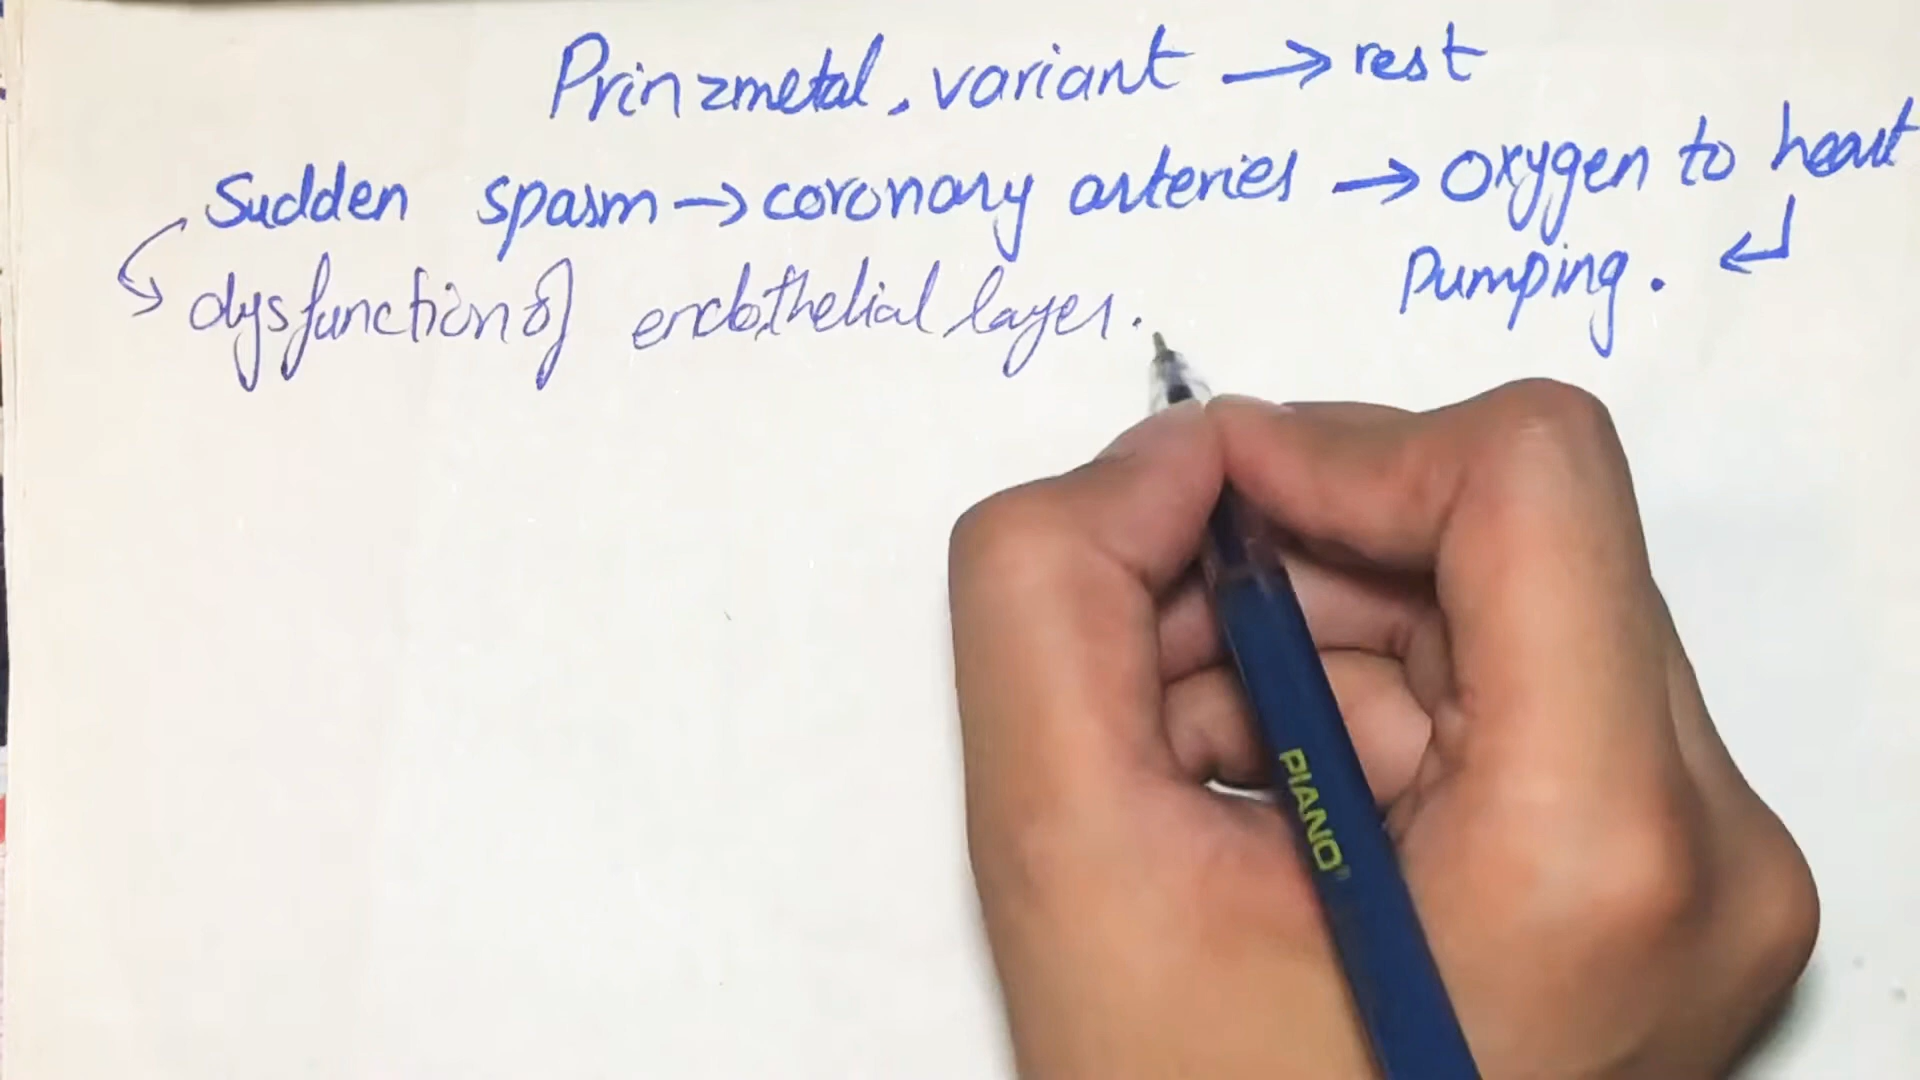 Prinzmetal. variant → rest
Sudden spasm → coronary arteries → oxygen to heart
pumping.
dysfunction of endothelial layer.
PIANO